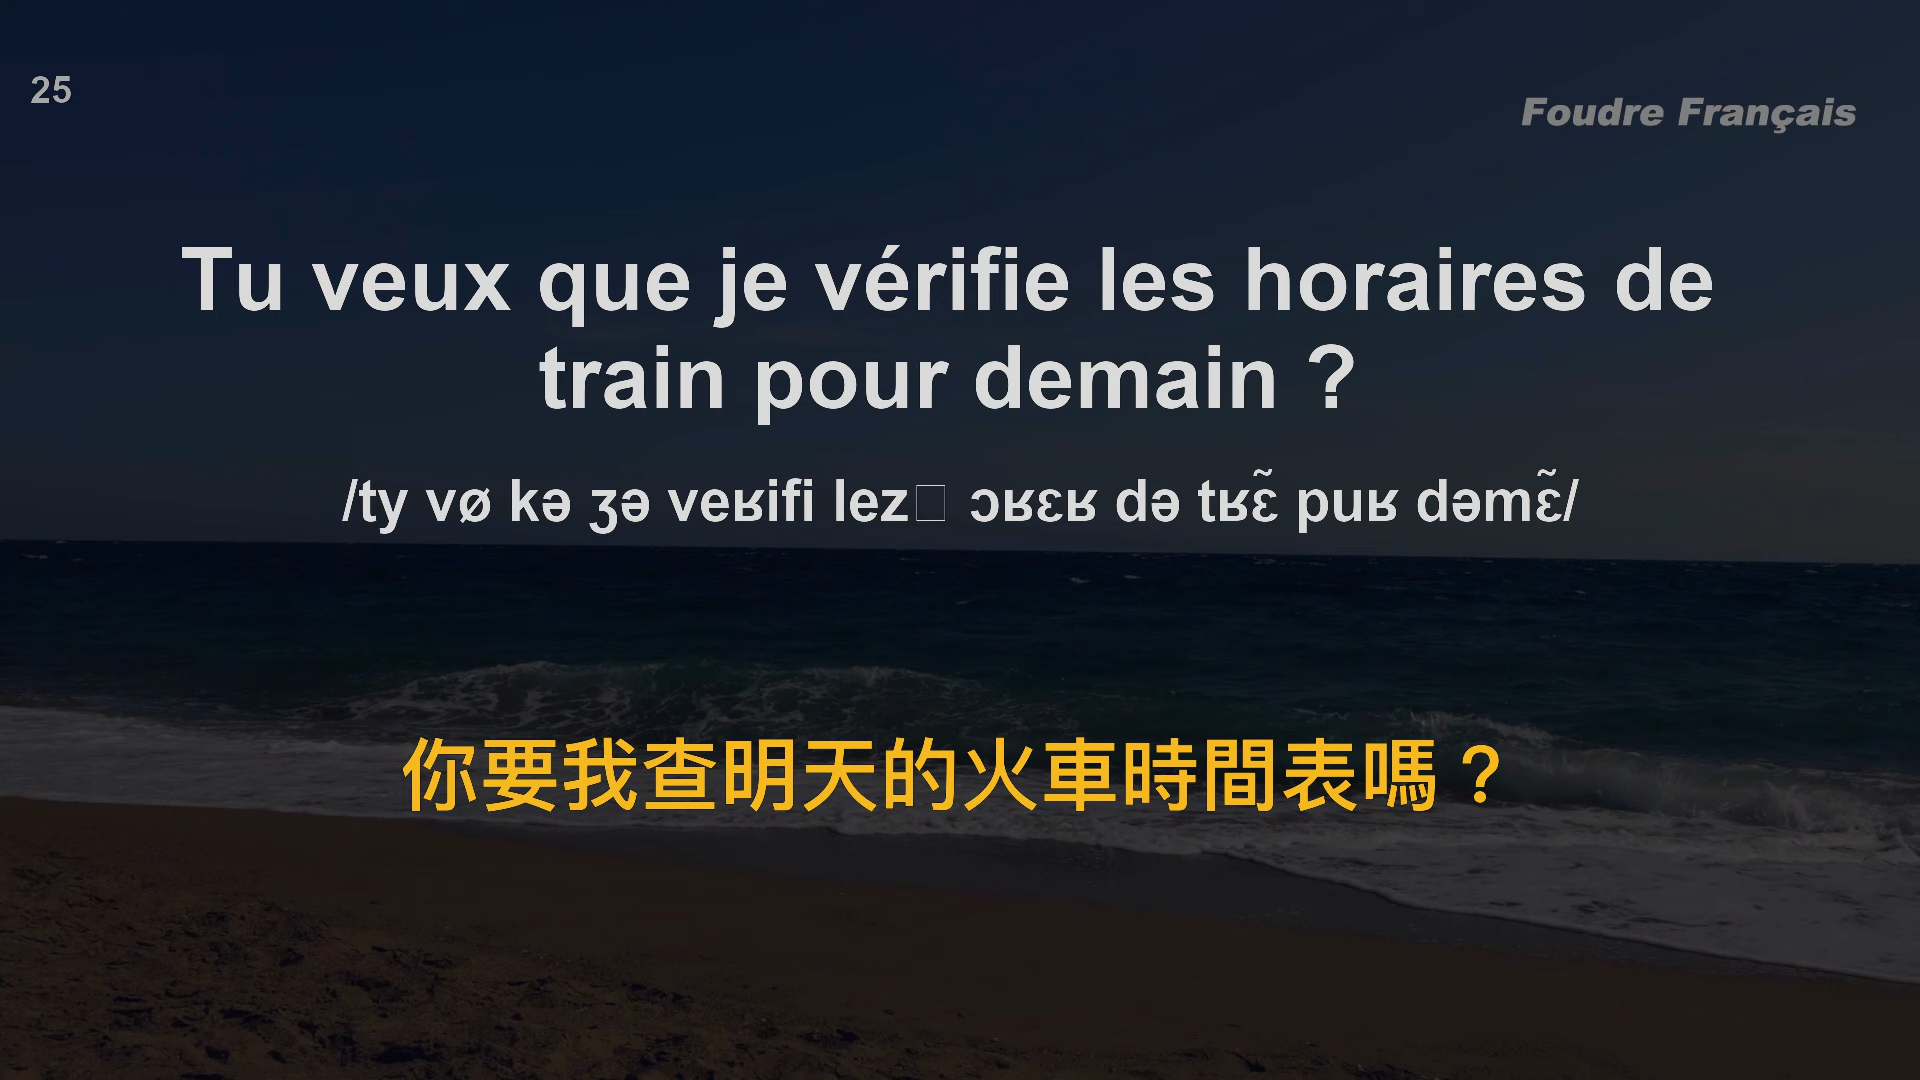 25
Foudre Français
Tu veux que je vérifie les horaires de
train pour demain ?
/ty vø kə ʒə veʁifi lez□ ɔʁɛʁ də tʁɛ̃ puʁ dəmɛ̃/
你要我查明天的火車時間表嗎？